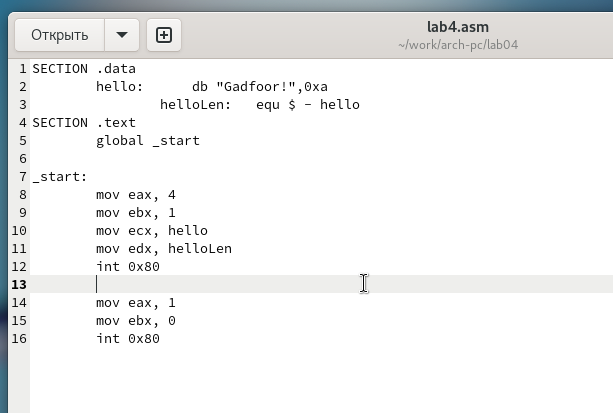 Открыть
lab4.asm
~/work/arch-pc/lab04
1 SECTION .data
2         hello:      db "Gadfoor!",0xa
3                 helloLen:   equ $ - hello
4 SECTION .text
5         global _start
6
7 _start:
8         mov eax, 4
9         mov ebx, 1
10         mov ecx, hello
11         mov edx, helloLen
12         int 0x80
13
14         mov eax, 1
15         mov ebx, 0
16         int 0x80